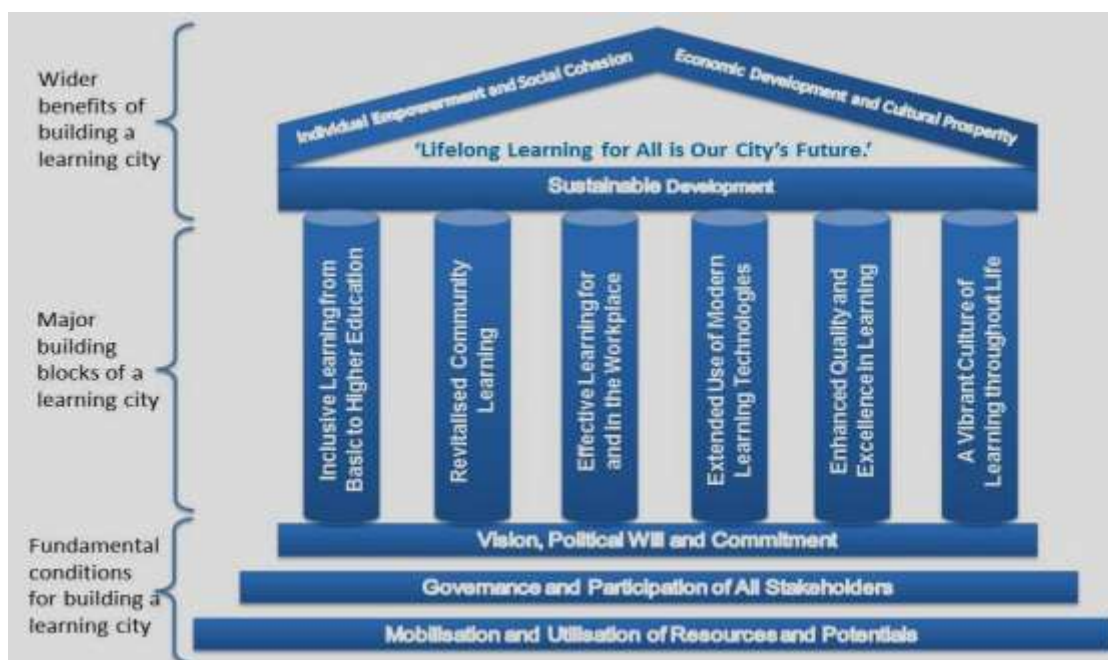 Wider
benefits of
building a
learning city
Individual Empowerment and Social Cohesion
Economic Development and Cultural Prosperity
'Lifelong Learning for All is Our City's Future.'
Sustainable Development
Major
building
blocks of a
learning city
Inclusive Learning from
Basic to Higher Education
Revitalised Community
Learning
Effective Learning for
and in the Workplace
Extended Use of Modern
Learning Technologies
Enhanced Quality and
Excellence in Learning
A Vibrant Culture of
Learning throughout Life
Fundamental
conditions
for building a
learning city
Vision, Political Will and Commitment
Governance and Participation of All Stakeholders
Mobilisation and Utilisation of Resources and Potentials